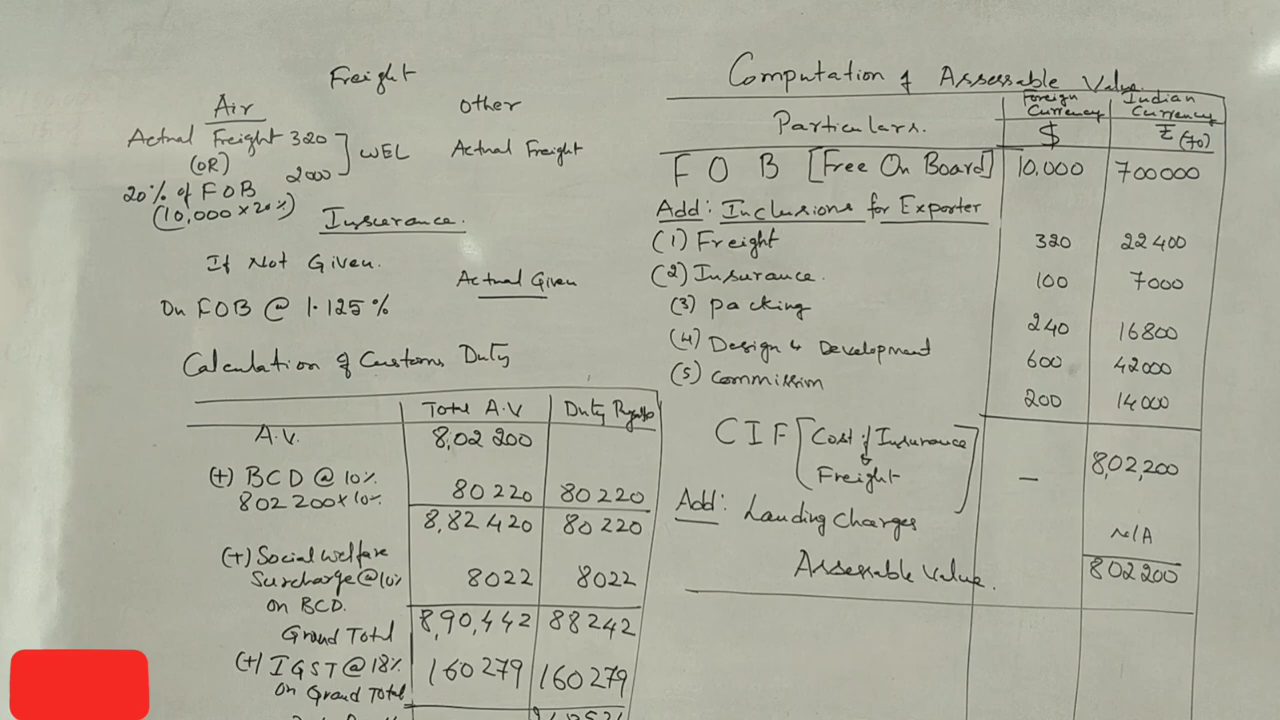 Freight
Air
Other
Actual Freight 320
(OR)
WEL
Actual Freight
20% of FOB 2000
(10,000 x 20%)
Insurance.
If Not Given.
Actual Given
On FOB @ 1.125%
Calculation of Customs Duty
Total A.V
A.V. 8,02 200
(+) BCD @ 10% 80220 80220
802 200 x 10%
8,82 420 80 220
(+) Social Welfare
Surcharge @ 10% 8022 8022
on BCD.
Grand Total 8,90,442 88242
(+) IGST @ 18% 160279 160279
on Grand Total
Computation of Assessable Value
Particulars. Foreign Currency $ Indian Currency ₹ (70)
F O B [Free On Board] 10,000 700000
Add: Inclusions for Exporter
(1) Freight 320 22400
(2) Insurance. 100 7000
(3) Packing 240 16800
(4) Design & Development 600 42000
(5) Commission 200 14000
C I F [Cost Insurance & Freight] – 8,02,200
Add: Landing Charges N/A
Assessable Value. 802200